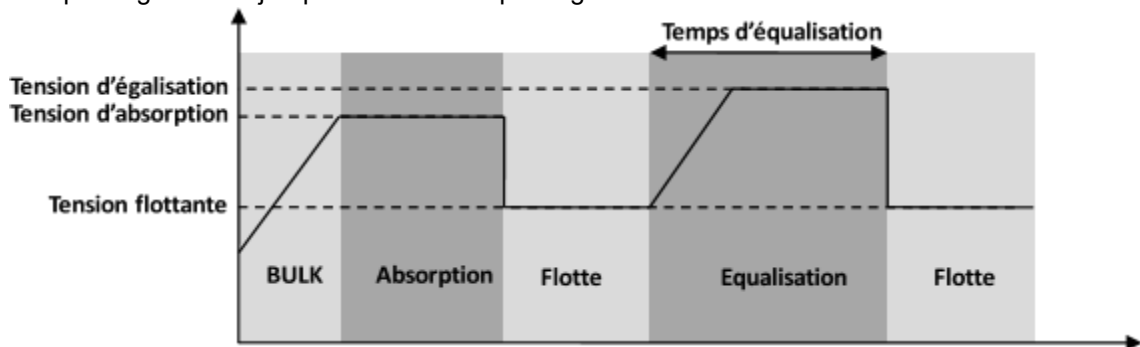 Temps d'équalisation
Tension d'égalisation
Tension d'absorption
Tension flottante
BULK Absorption Flotte Equalisation Flotte